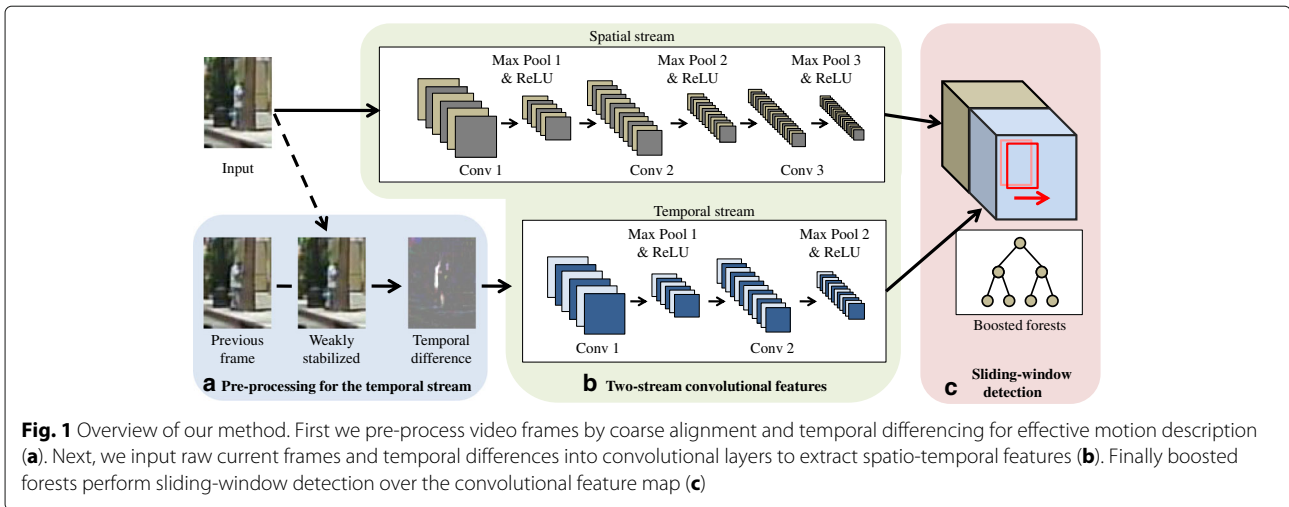 Spatial stream
Max Pool 1
& ReLU
Max Pool 2
& ReLU
Max Pool 3
& ReLU
Input
Conv 1
Conv 2
Conv 3
Temporal stream
Max Pool 1
& ReLU
Max Pool 2
& ReLU
Previous
frame
Weakly
stabilized
Temporal
difference
Conv 1
Conv 2
Boosted forests
a Pre-processing for the temporal stream
b Two-stream convolutional features
c Sliding-window
detection
Fig. 1 Overview of our method. First we pre-process video frames by coarse alignment and temporal differencing for effective motion description
(a). Next, we input raw current frames and temporal differences into convolutional layers to extract spatio-temporal features (b). Finally boosted
forests perform sliding-window detection over the convolutional feature map (c)